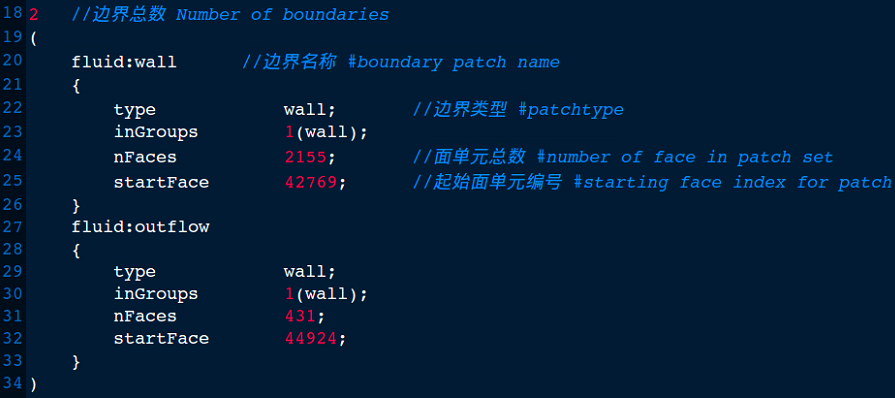 18 2 //边界总数 Number of boundaries
19 (
20 fluid:wall //边界名称 #boundary patch name
21 {
22 type wall; //边界类型 #patchtype
23 inGroups 1(wall);
24 nFaces 2155; //面单元总数 #number of face in patch set
25 startFace 42769; //起始面单元编号 #starting face index for patch
26 }
27 fluid:outflow
28 {
29 type wall;
30 inGroups 1(wall);
31 nFaces 431;
32 startFace 44924;
33 }
34 )